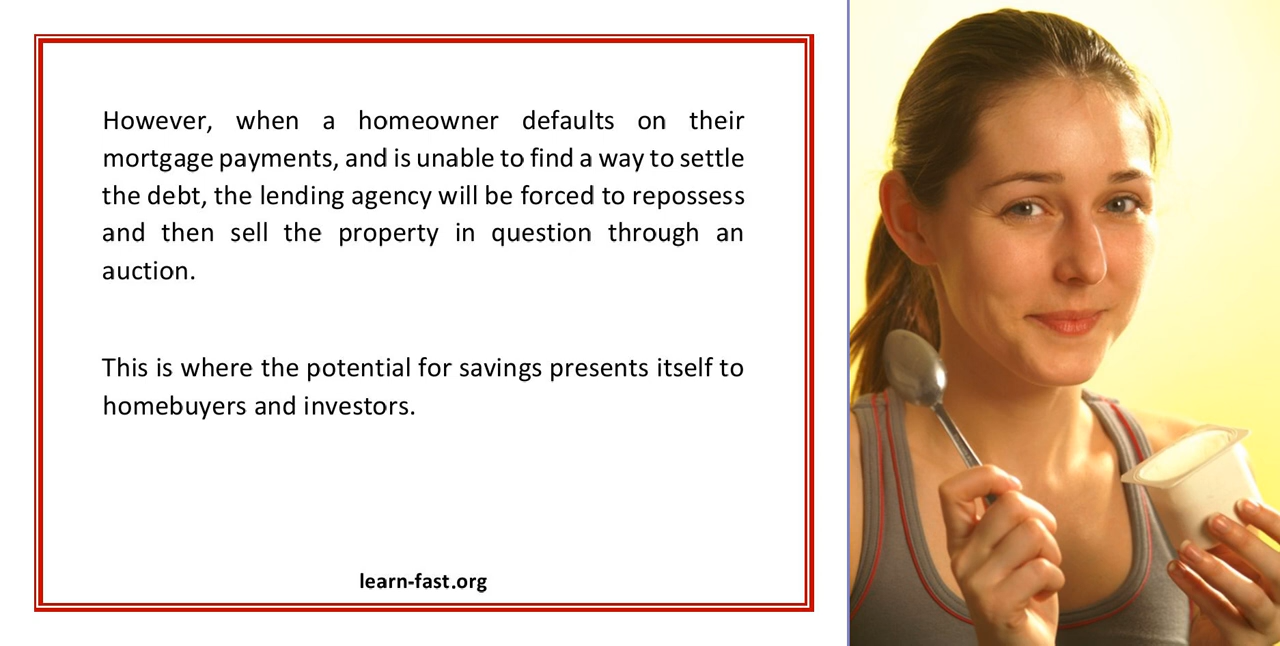 However, when a homeowner defaults on their
mortgage payments, and is unable to find a way to settle
the debt, the lending agency will be forced to repossess
and then sell the property in question through an
auction.
This is where the potential for savings presents itself to
homebuyers and investors.
learn-fast.org